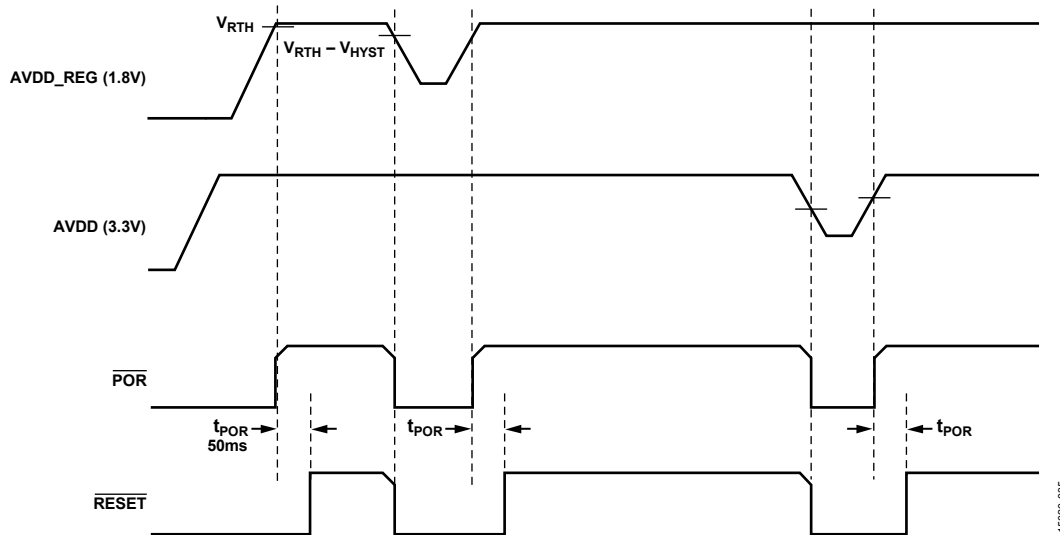 VRTH
VRTH – VHYST
AVDD_REG (1.8V)
AVDD (3.3V)
POR
tPOR
50ms
tPOR
tPOR
RESET